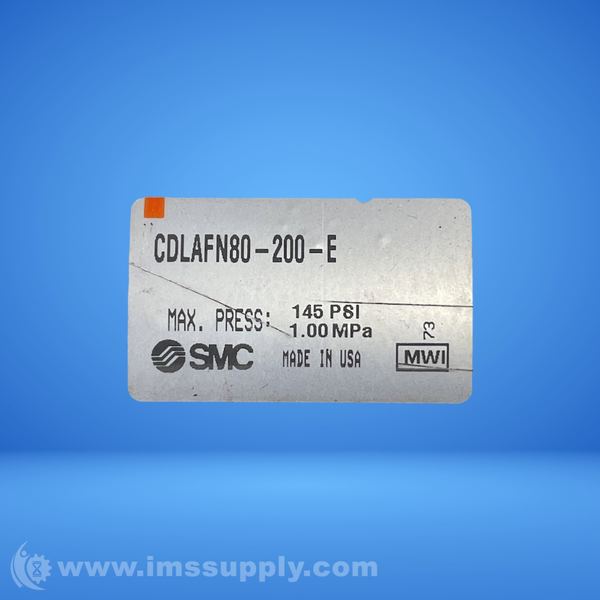 CDLAFN80-200-E
MAX. PRESS: 145 PSI
1.00 MPa
SMC MADE IN USA
73
MWI
www.imssupply.com